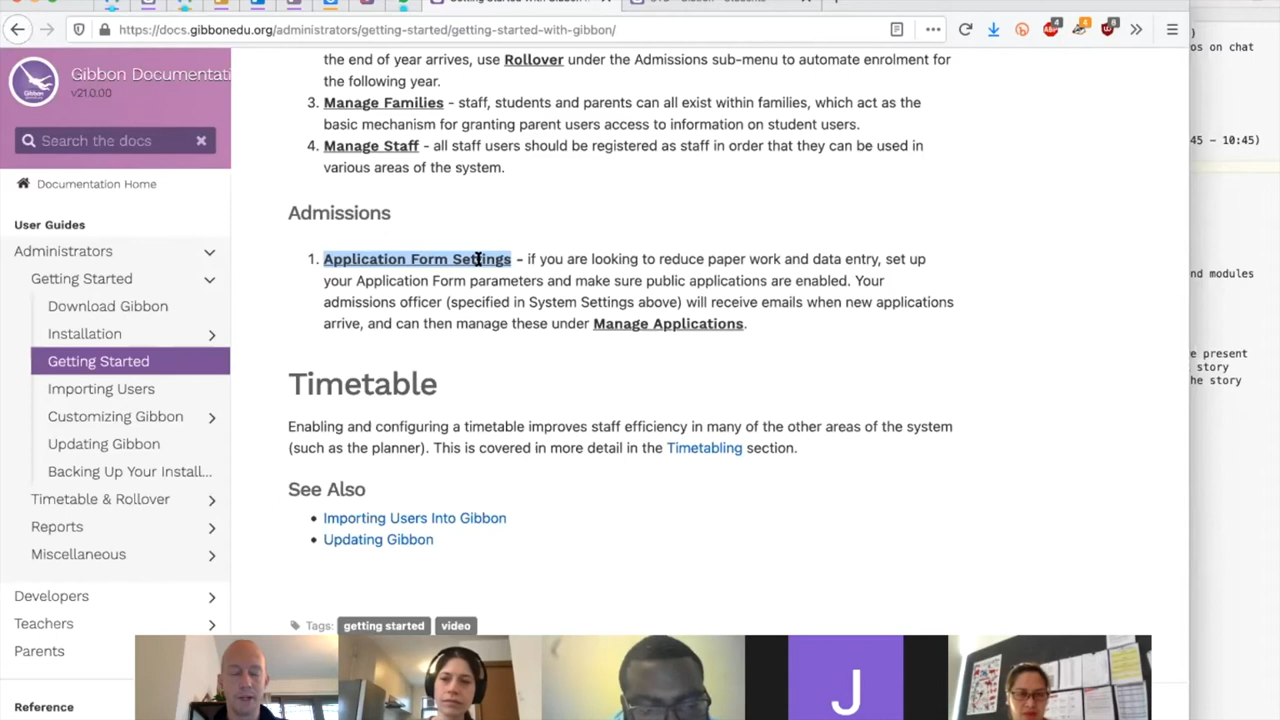 https://docs.gibbonedu.org/administrators/getting-started/getting-started-with-gibbon/
4
4
8
Gibbon Documentati
v21.0.00
Search the docs
Documentation Home
User Guides
Administrators
Getting Started
Download Gibbon
Installation
Getting Started
Importing Users
Customizing Gibbon
Updating Gibbon
Backing Up Your Install...
Timetable & Rollover
Reports
Miscellaneous
Developers
Teachers
Parents
Reference
the end of year arrives, use Rollover under the Admissions sub-menu to automate enrolment for
the following year.
3. Manage Families - staff, students and parents can all exist within families, which act as the
basic mechanism for granting parent users access to information on student users.
4. Manage Staff - all staff users should be registered as staff in order that they can be used in
various areas of the system.
Admissions
1. Application Form Settings - if you are looking to reduce paper work and data entry, set up
your Application Form parameters and make sure public applications are enabled. Your
admissions officer (specified in System Settings above) will receive emails when new applications
arrive, and can then manage these under Manage Applications.
Timetable
Enabling and configuring a timetable improves staff efficiency in many of the other areas of the system
(such as the planner). This is covered in more detail in the Timetabling section.
See Also
• Importing Users Into Gibbon
• Updating Gibbon
Tags: getting started video
)
os on chat
45 - 10:45)
nd modules
e present
story
he story
J